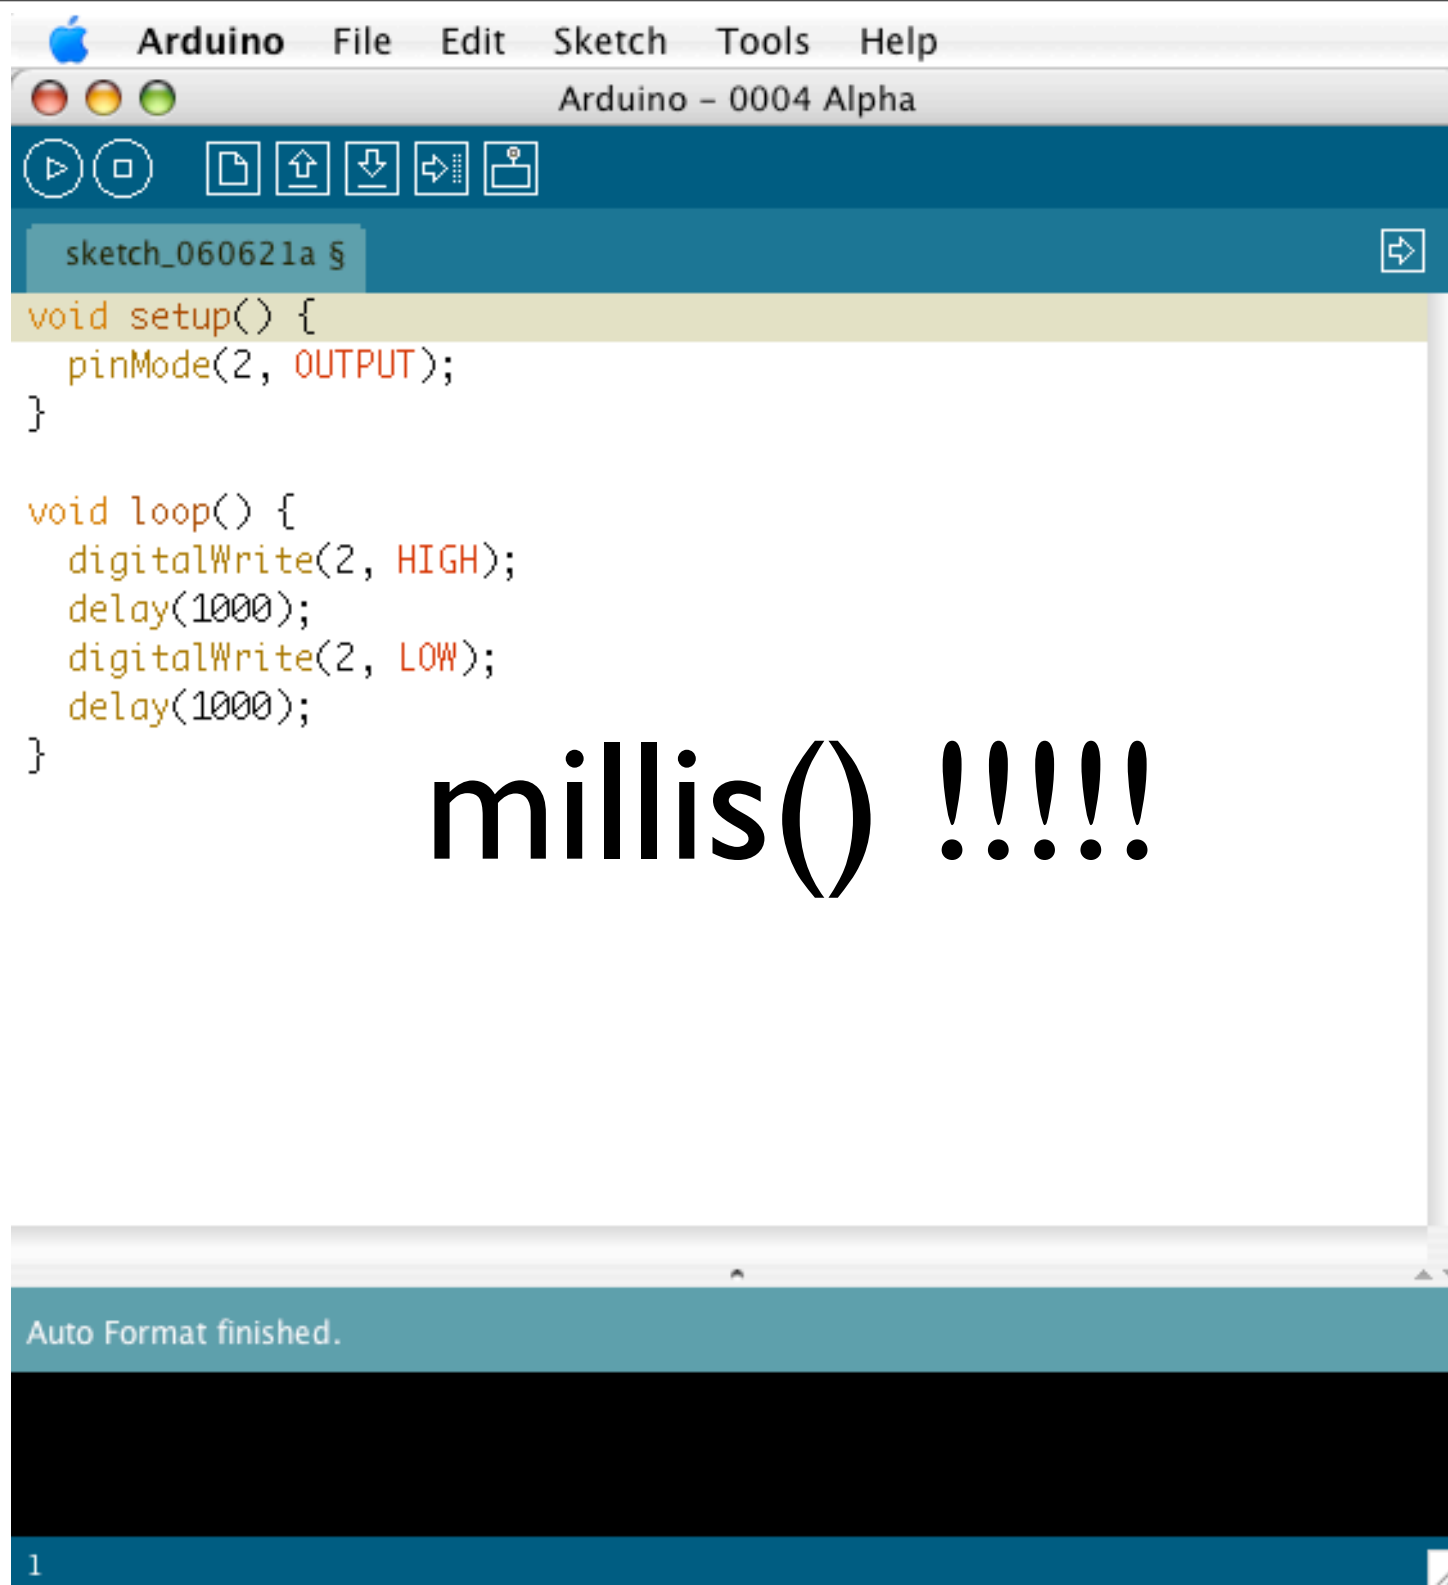 Arduino File Edit Sketch Tools Help
Arduino – 0004 Alpha
sketch_060621a §
void setup() {
  pinMode(2, OUTPUT);
}
void loop() {
  digitalWrite(2, HIGH);
  delay(1000);
  digitalWrite(2, LOW);
  delay(1000);
}
millis() !!!!!
Auto Format finished.
1